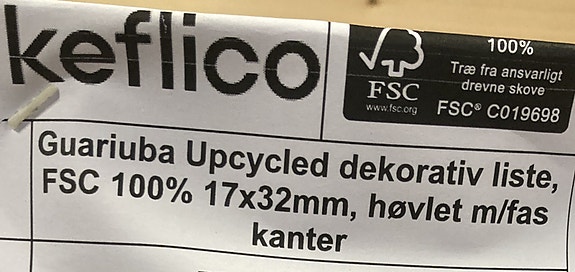 keflico
100%
Træ fra ansvarligt
drevne skove
FSC
www.fsc.org
FSC® C019698
Guariuba Upcycled dekorativ liste,
FSC 100% 17x32mm, høvlet m/fas
kanter